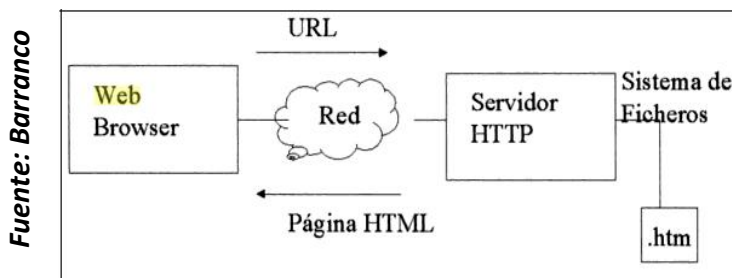 Fuente: Barranco
URL
Web
Browser
Red
Servidor
HTTP
Sistema de
Ficheros
Página HTML
.htm